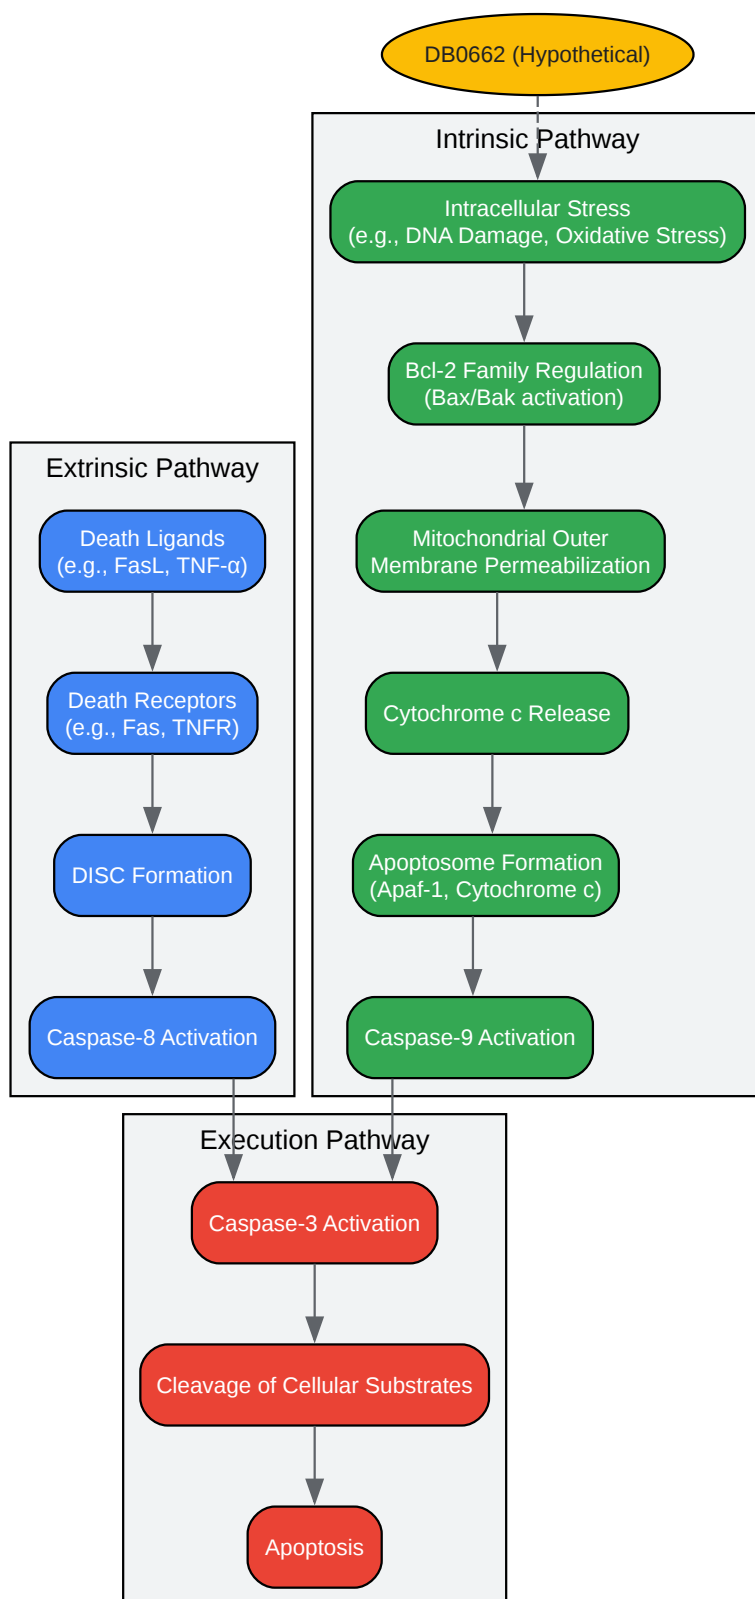 DB0662 (Hypothetical)
Intrinsic Pathway
Intracellular Stress
(e.g., DNA Damage, Oxidative Stress)
Bcl-2 Family Regulation
(Bax/Bak activation)
Mitochondrial Outer
Membrane Permeabilization
Cytochrome c Release
Apoptosome Formation
(Apaf-1, Cytochrome c)
Caspase-9 Activation
Extrinsic Pathway
Death Ligands
(e.g., FasL, TNF-α)
Death Receptors
(e.g., Fas, TNFR)
DISC Formation
Caspase-8 Activation
Execution Pathway
Caspase-3 Activation
Cleavage of Cellular Substrates
Apoptosis